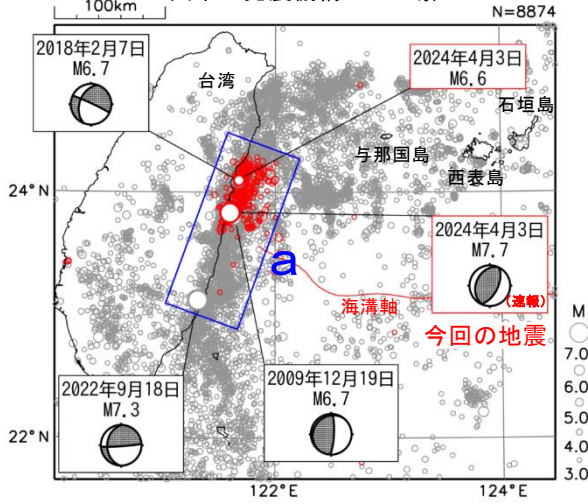 100km
N=8874
2018年2月7日
M6.7
台湾
2024年4月3日
M6.6
石垣島
与那国島
西表島
24°N
2024年4月3日
M7.7
(速報)
a
海溝軸
今回の地震
M
7.0
6.0
5.0
4.0
3.0
2022年9月18日
M7.3
2009年12月19日
M6.7
22°N
122°E
124°E